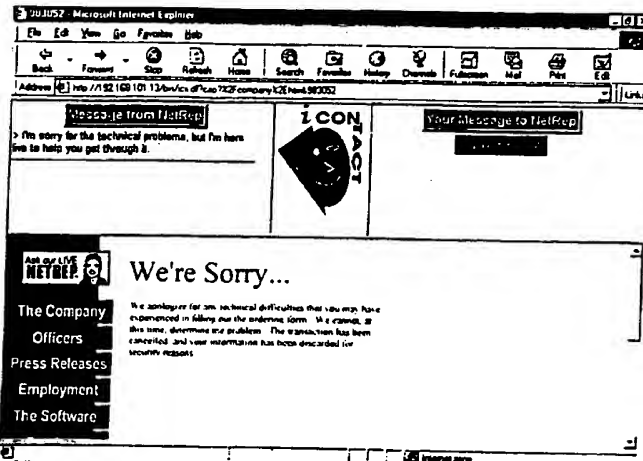 983052 - Microsoft Internet Explorer
File Edit View Go Favorites Help
Back Forward Stop Refresh Home Search Favorites History Channels Fullscreen Mail Print Edit
Address
Links
Message from NetRep
> I'm sorry for the technical problems, but I'm here
live to help you get through it.
i CONTACT
Your Message to NetRep
Ask our LIVE
NETREP.
The Company
Officers
Press Releases
Employment
The Software
We're Sorry...
We apologize for any technical difficulties that you may have
experienced in filling out the ordering form. We cannot, at
this time, determine the problem. The transaction has been
cancelled, and your information has been discarded for
security reasons.
Internet zone